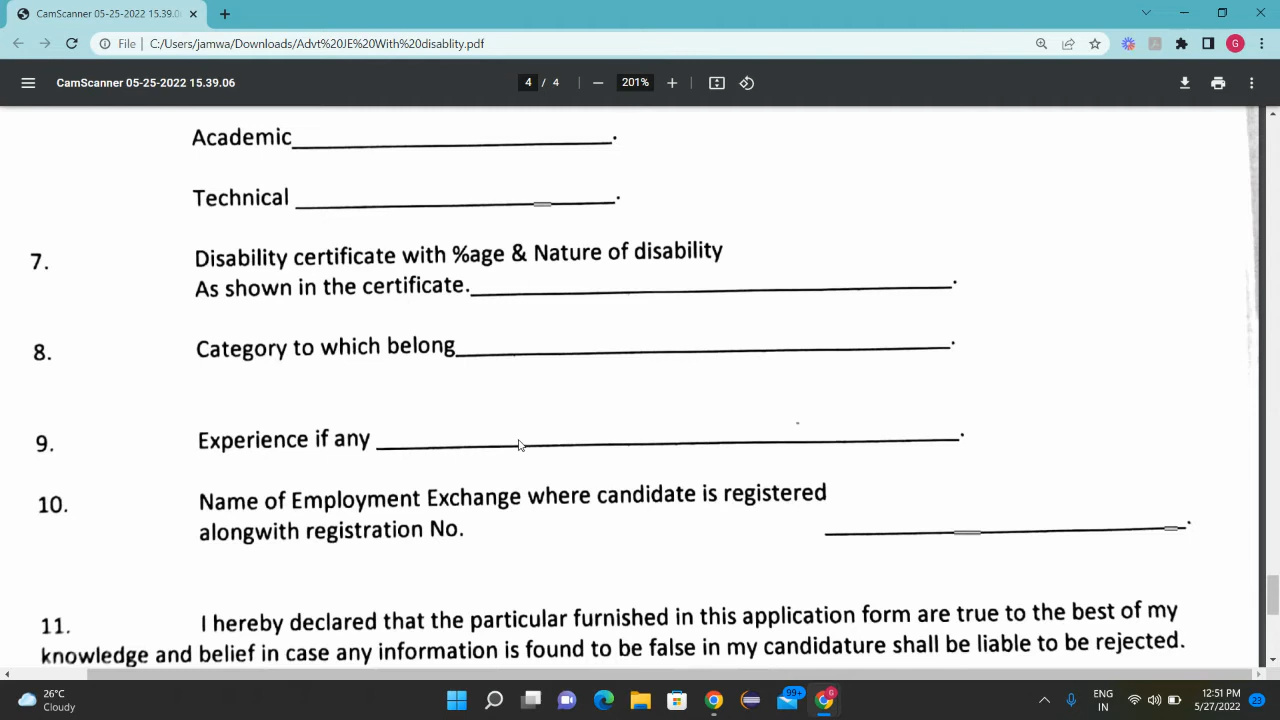 CamScanner 05-25-2022 15.39.0
File
C:/Users/jamwa/Downloads/Advt%20JE%20With%20disablity.pdf
G
CamScanner 05-25-2022 15.39.06
4 / 4
201%
Academic
Technical
7. Disability certificate with %age & Nature of disability
As shown in the certificate.
8. Category to which belong
9. Experience if any
10. Name of Employment Exchange where candidate is registered
alongwith registration No.
11. I hereby declared that the particular furnished in this application form are true to the best of my
knowledge and belief in case any information is found to be false in my candidature shall be liable to be rejected.
26°C
Cloudy
99+
G
ENG
IN
12:51 PM
5/27/2022
23